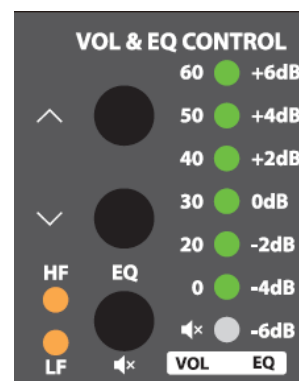 VOL & EQ CONTROL
60 +6dB
50 +4dB
40 +2dB
30 0dB
20 -2dB
HF EQ
0 -4dB
-6dB
LF
VOL EQ